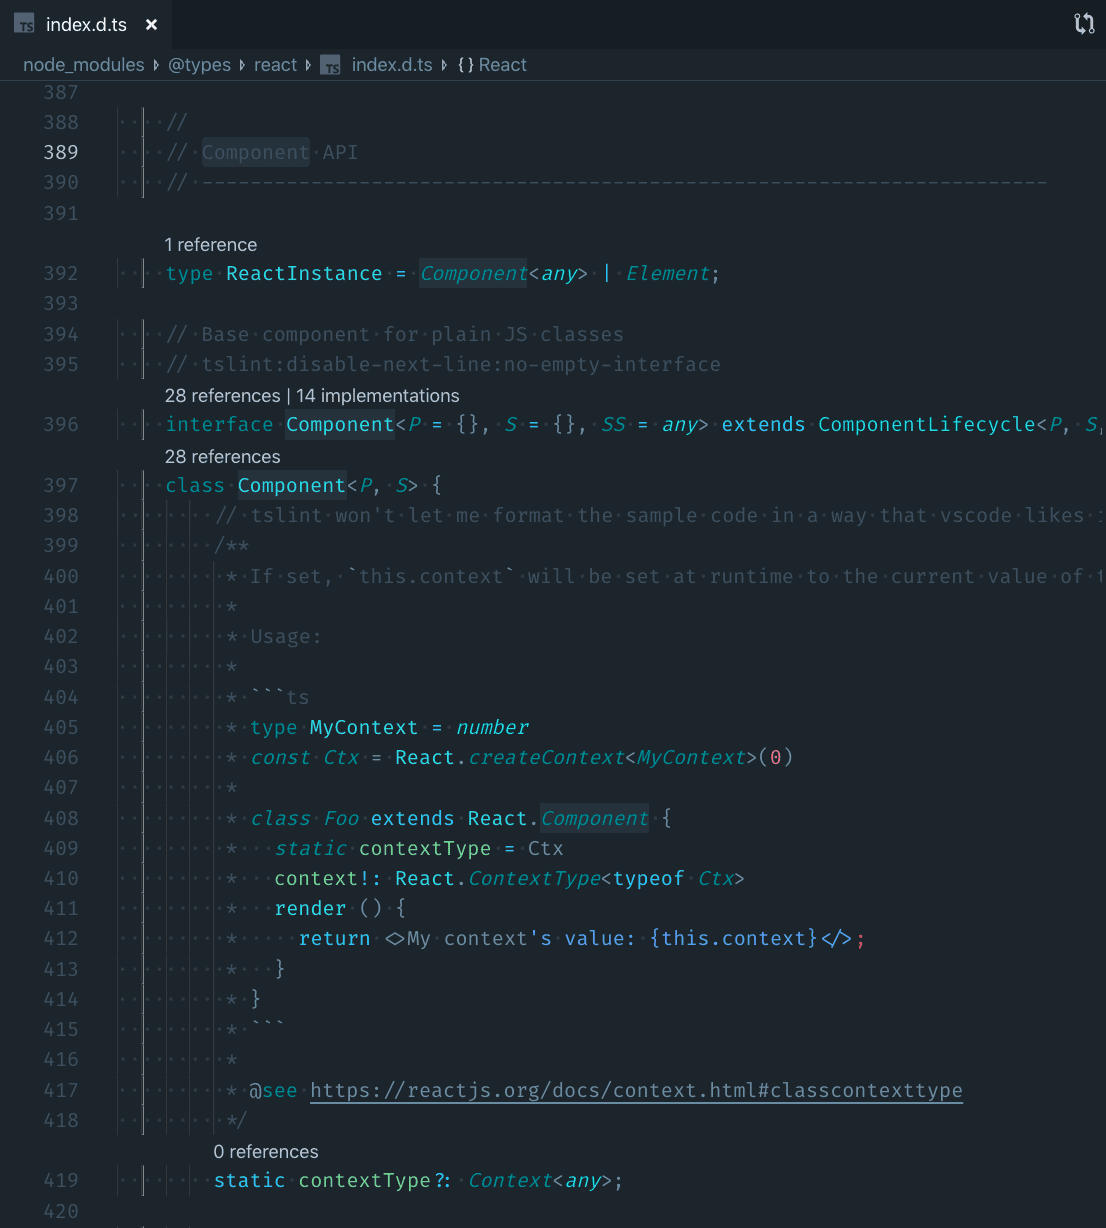 TS index.d.ts ×
node_modules › @types › react › TS index.d.ts › {} React
387
388 //
389 // Component API
390 // ----------------------------------------------------------------------
391
1 reference
392 type ReactInstance = Component<any> | Element;
393
394 // Base component for plain JS classes
395 // tslint:disable-next-line:no-empty-interface
28 references | 14 implementations
396 interface Component<P = {}, S = {}, SS = any> extends ComponentLifecycle<P, S,
28 references
397 class Component<P, S> {
398 // tslint won't let me format the sample code in a way that vscode likes
399 /**
400 * If set, `this.context` will be set at runtime to the current value of
401 *
402 * Usage:
403 *
404 * ```ts
405 * type MyContext = number
406 * const Ctx = React.createContext<MyContext>(0)
407 *
408 * class Foo extends React.Component {
409 *   static contextType = Ctx
410 *   context!: React.ContextType<typeof Ctx>
411 *   render () {
412 *     return <>My context's value: {this.context}</>;
413 *   }
414 * }
415 * ```
416 *
417 * @see https://reactjs.org/docs/context.html#classcontexttype
418 */
0 references
419 static contextType?: Context<any>;
420